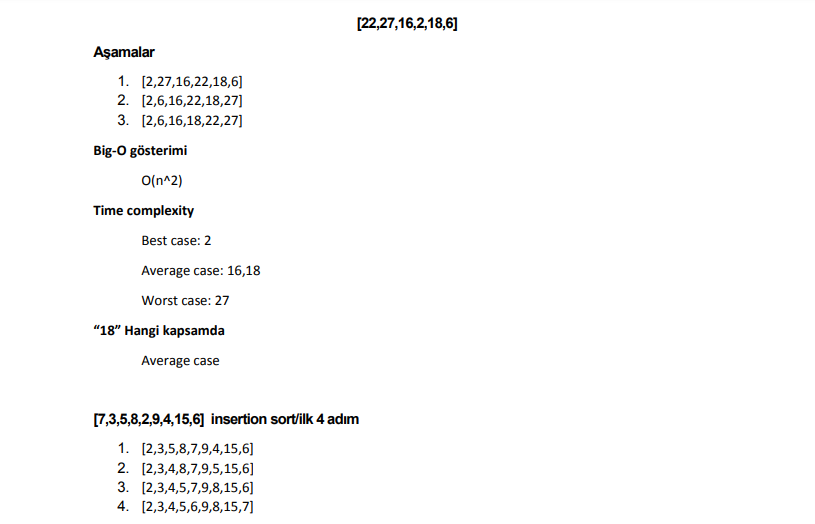 [22,27,16,2,18,6]
Aşamalar
1. [2,27,16,22,18,6]
2. [2,6,16,22,18,27]
3. [2,6,16,18,22,27]
Big-O gösterimi
O(n^2)
Time complexity
Best case: 2
Average case: 16,18
Worst case: 27
“18” Hangi kapsamda
Average case
[7,3,5,8,2,9,4,15,6] insertion sort/ilk 4 adım
1. [2,3,5,8,7,9,4,15,6]
2. [2,3,4,8,7,9,5,15,6]
3. [2,3,4,5,7,9,8,15,6]
4. [2,3,4,5,6,9,8,15,7]